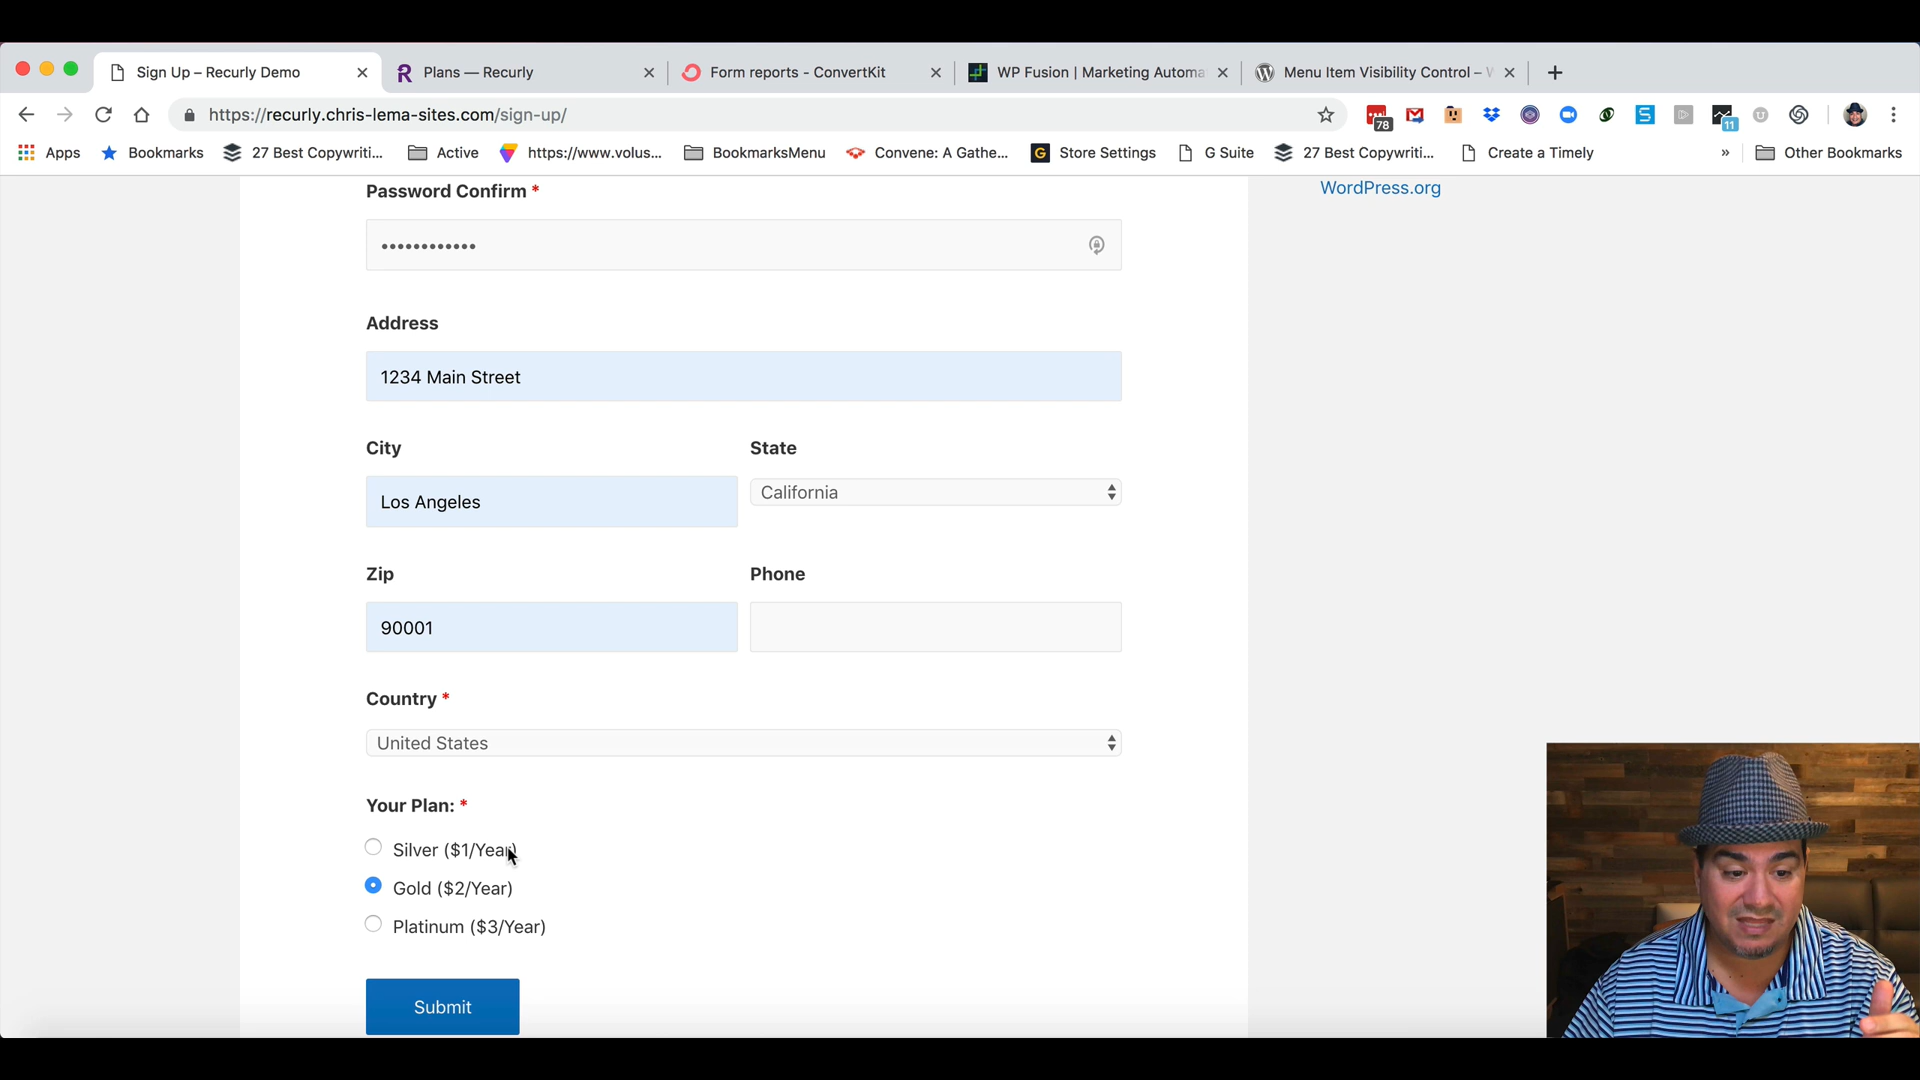 Sign Up – Recurly Demo
Plans — Recurly
Form reports - ConvertKit
WP Fusion | Marketing Automa
Menu Item Visibility Control –
https://recurly.chris-lema-sites.com/sign-up/
78
11
Apps
Bookmarks
27 Best Copywriti...
Active
https://www.volus...
BookmarksMenu
Convene: A Gathe...
Store Settings
G Suite
27 Best Copywriti...
Create a Timely
»
Other Bookmarks
Password Confirm *
WordPress.org
••••••••••••
Address
1234 Main Street
City
State
Los Angeles
California
Zip
Phone
90001
Country *
United States
Your Plan: *
Silver ($1/Year)
Gold ($2/Year)
Platinum ($3/Year)
Submit